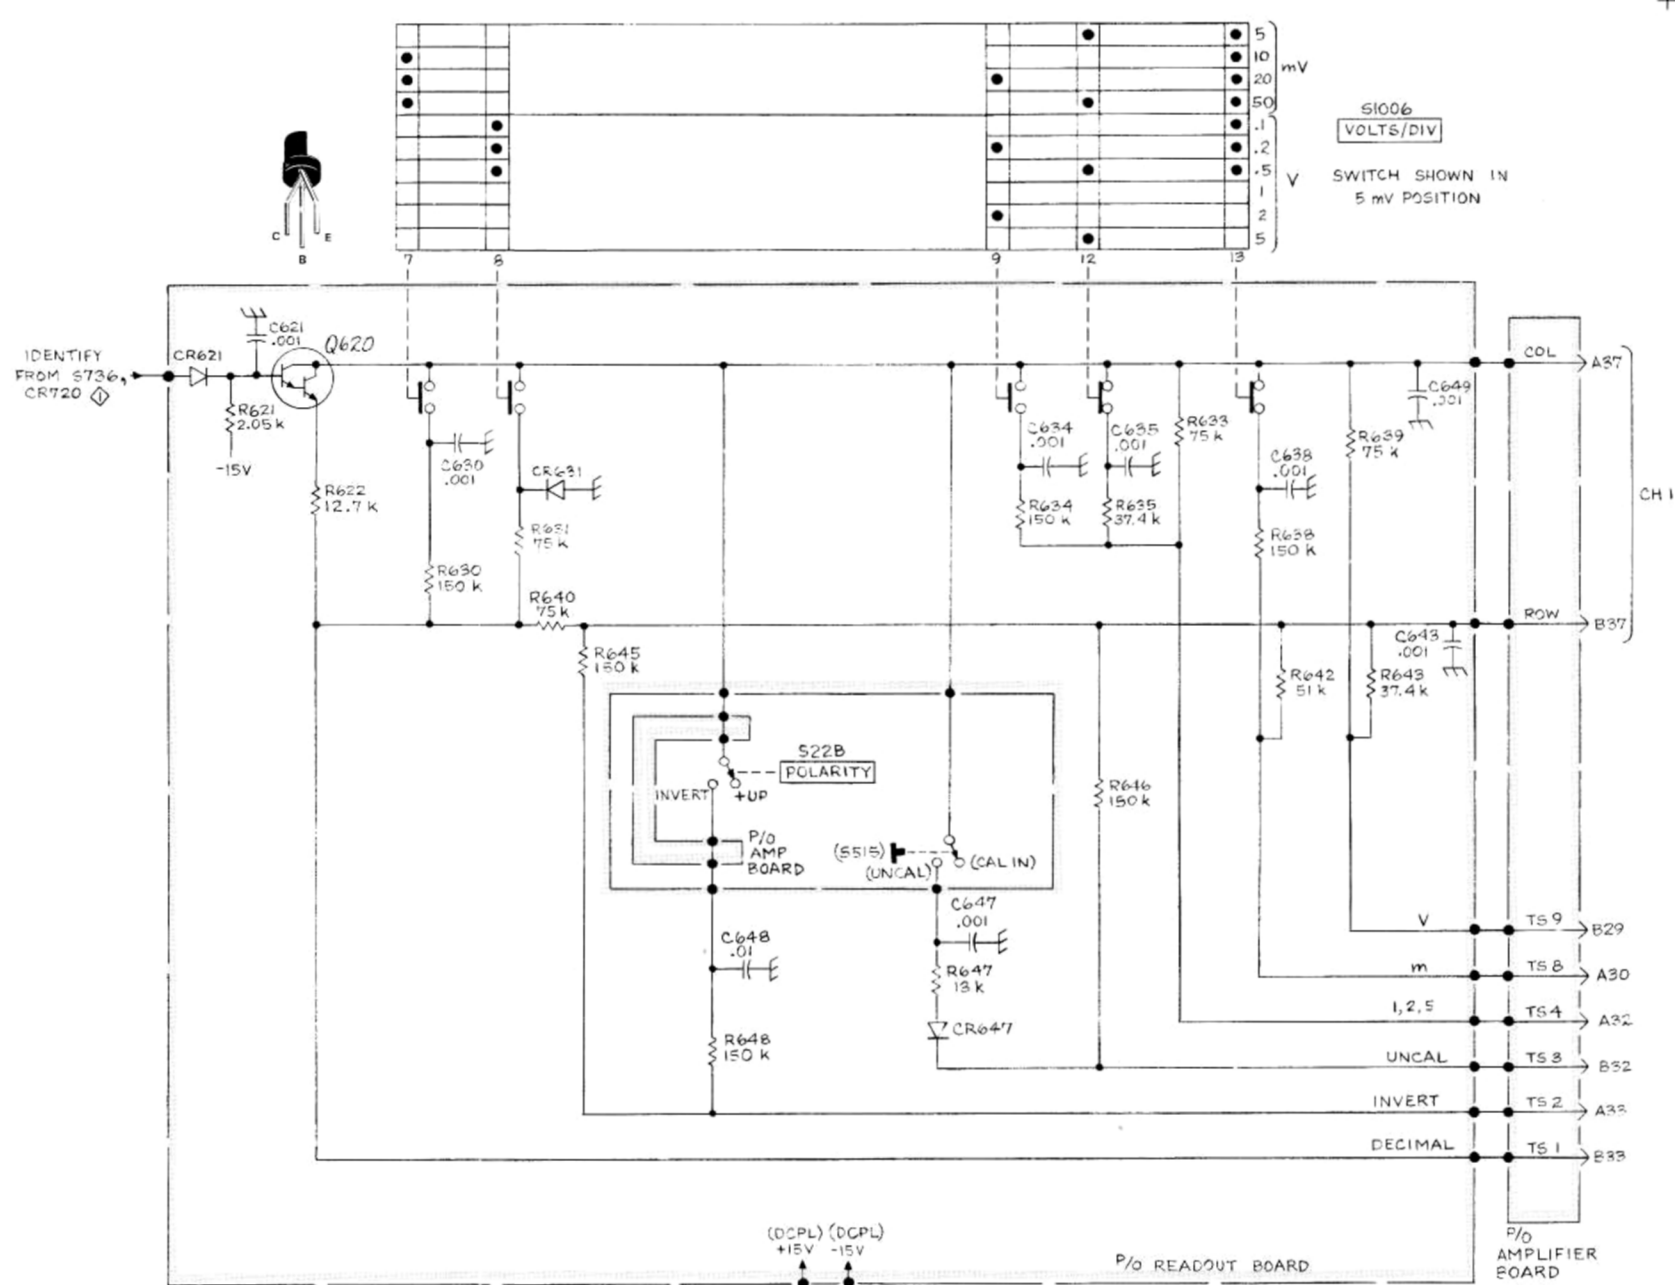 5
10
20
50
mV
.1
.2
.5
1
2
5
V
S1006
VOLTS/DIV
SWITCH SHOWN IN
5 mV POSITION
C
B
E
7
8
9
12
13
IDENTIFY
FROM S736,
CR720 1
CR621
C621
.001
Q620
R621
2.05k
-15V
R622
12.7 k
C630
.001
CR631
R631
75 k
R630
150 k
R640
75 k
C634
.001
R634
150 k
C635
.001
R635
37.4 k
R633
75 k
C638
.001
R638
150 k
R639
75 k
C649
.001
COL
A37
CH 1
ROW
B37
R645
150 k
R642
51 k
R643
37.4 k
C643
.001
S22B
POLARITY
INVERT
+UP
P/O
AMP
BOARD
(S515)
(UNCAL)
(CAL IN)
R646
150 k
C647
.001
C648
.01
R647
13 k
CR647
R648
150 k
V
TS 9
B29
m
TS 8
A30
1, 2, 5
TS 4
A32
UNCAL
TS 3
B32
INVERT
TS 2
A33
DECIMAL
TS 1
B33
(DCPL) (DCPL)
+15V -15V
P/O READOUT BOARD
P/O
AMPLIFIER
BOARD